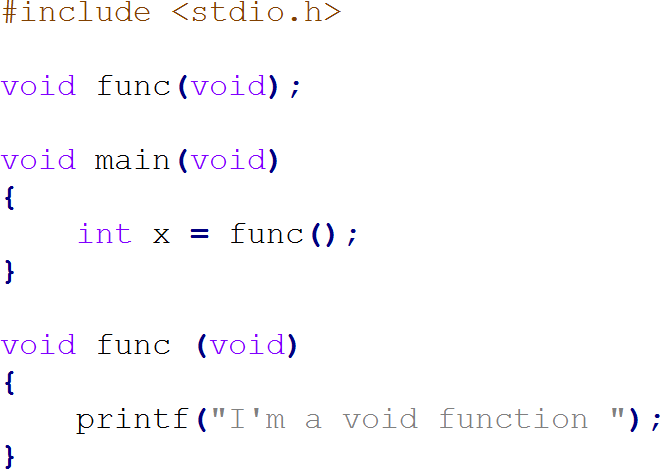 #include <stdio.h>
void func(void);
void main(void)
{
    int x = func();
}
void func (void)
{
    printf("I'm a void function ");
}